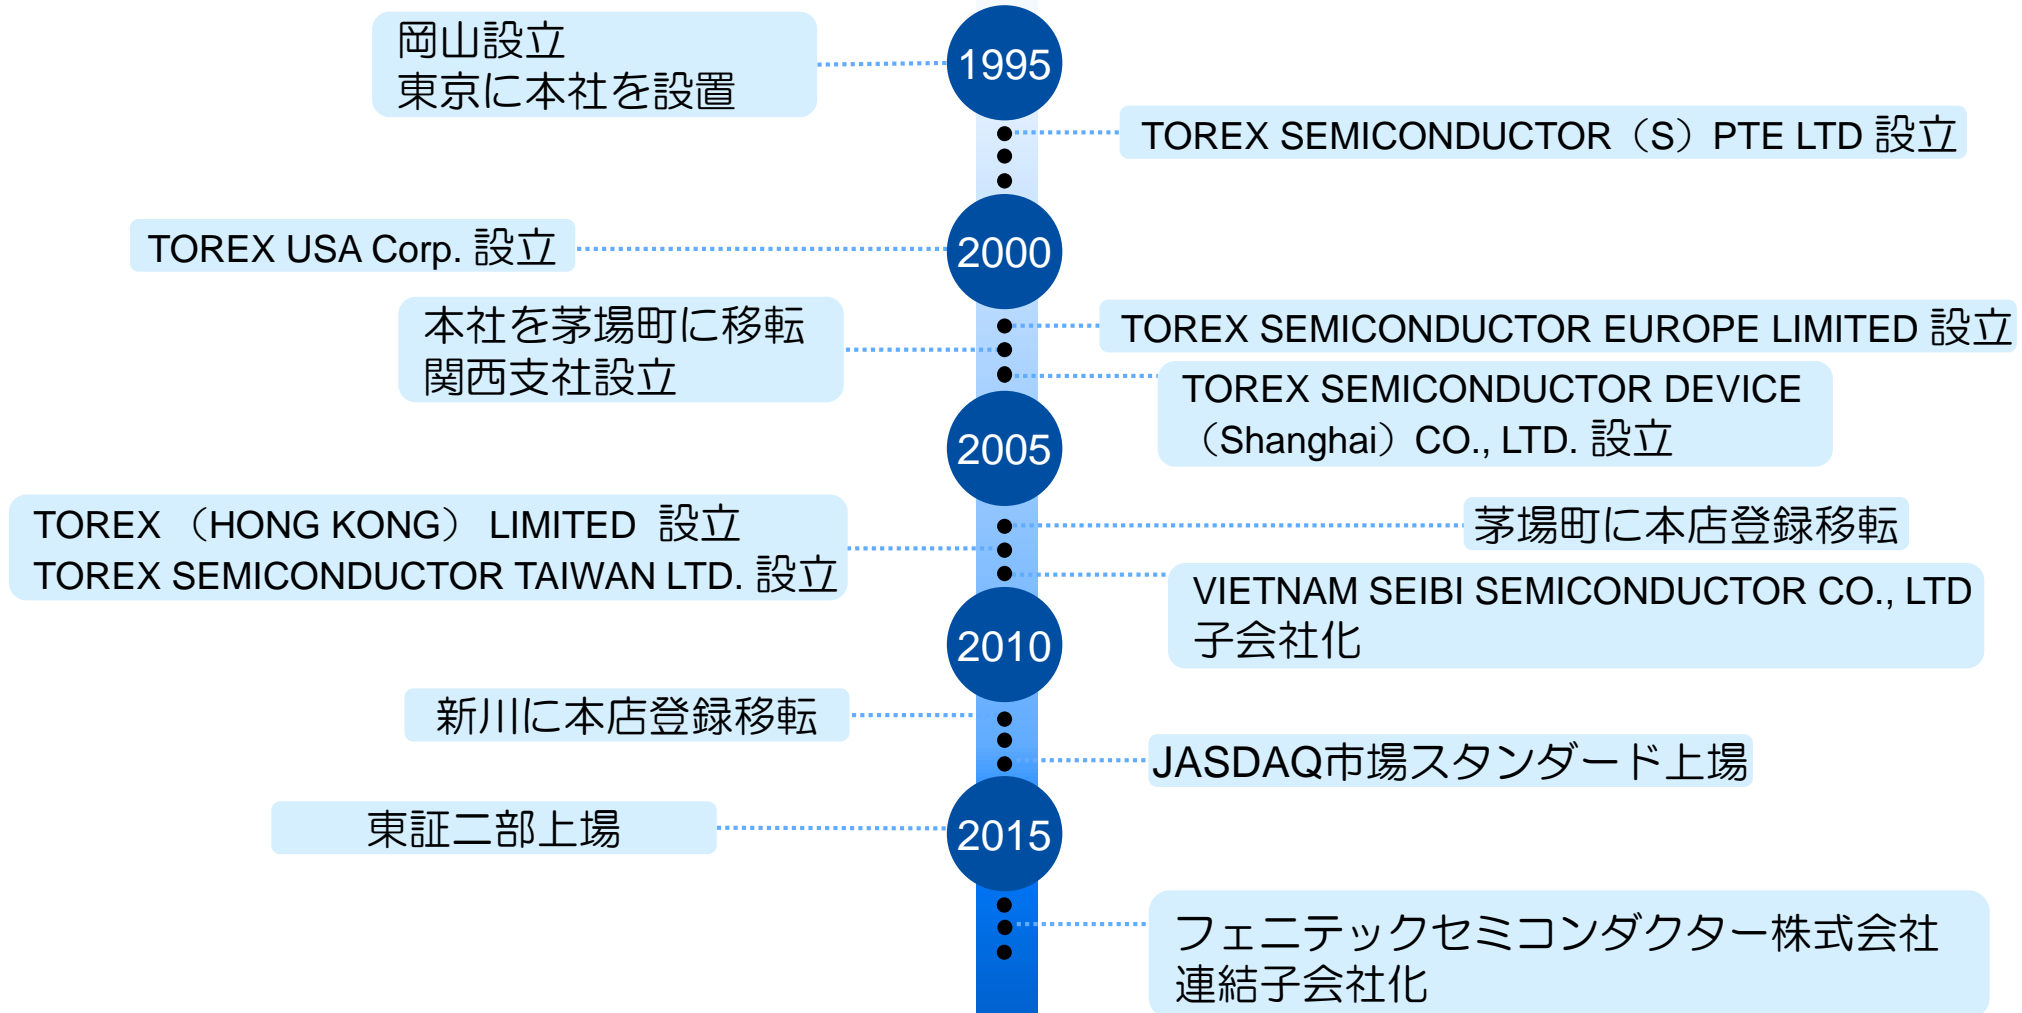 岡山設立
東京に本社を設置
1995
TOREX SEMICONDUCTOR（S）PTE LTD 設立
TOREX USA Corp. 設立
2000
本社を茅場町に移転
関西支社設立
TOREX SEMICONDUCTOR EUROPE LIMITED 設立
TOREX SEMICONDUCTOR DEVICE
（Shanghai）CO., LTD. 設立
2005
TOREX （HONG KONG） LIMITED 設立
TOREX SEMICONDUCTOR TAIWAN LTD. 設立
茅場町に本店登録移転
VIETNAM SEIBI SEMICONDUCTOR CO., LTD
子会社化
2010
新川に本店登録移転
JASDAQ市場スタンダード上場
東証二部上場
2015
フェニテックセミコンダクター株式会社
連結子会社化